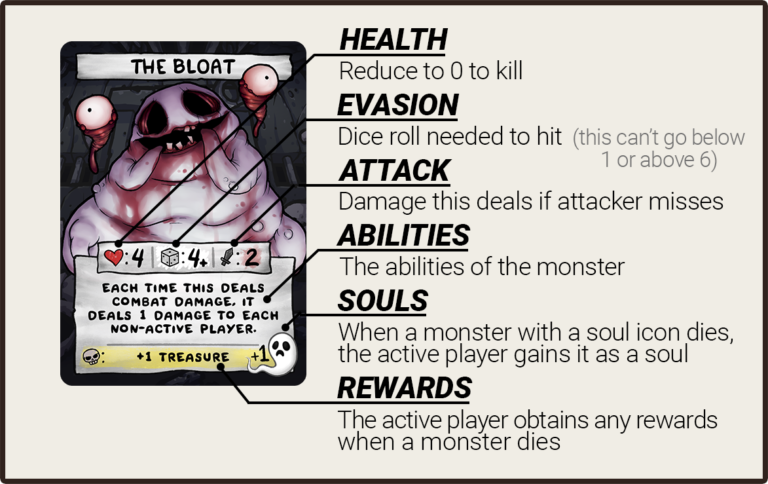 THE BLOAT
♥:4 :4+ : 2
EACH TIME THIS DEALS
COMBAT DAMAGE, IT
DEALS 1 DAMAGE TO EACH
NON-ACTIVE PLAYER.
: +1 TREASURE +1
HEALTH
Reduce to 0 to kill
EVASION
Dice roll needed to hit (this can't go below
1 or above 6)
ATTACK
Damage this deals if attacker misses
ABILITIES
The abilities of the monster
SOULS
When a monster with a soul icon dies,
the active player gains it as a soul
REWARDS
The active player obtains any rewards
when a monster dies